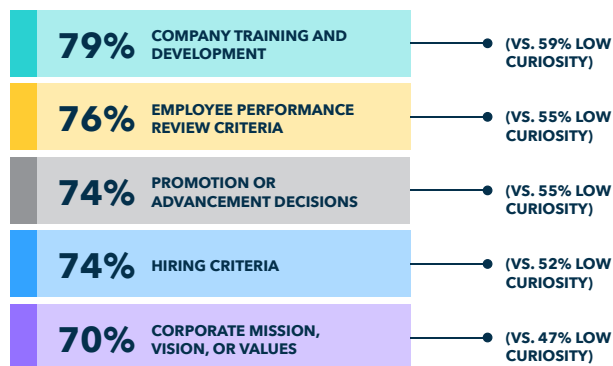 79% COMPANY TRAINING AND
DEVELOPMENT
(VS. 59% LOW
CURIOSITY)
76% EMPLOYEE PERFORMANCE
REVIEW CRITERIA
(VS. 55% LOW
CURIOSITY)
74% PROMOTION OR
ADVANCEMENT DECISIONS
(VS. 55% LOW
CURIOSITY)
74% HIRING CRITERIA
(VS. 52% LOW
CURIOSITY)
70% CORPORATE MISSION,
VISION, OR VALUES
(VS. 47% LOW
CURIOSITY)